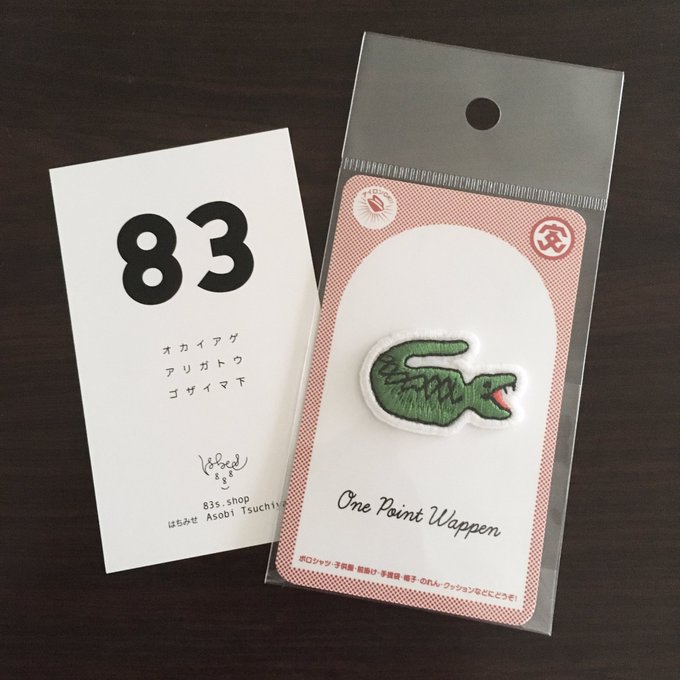 83
オカイアゲ
アリガトウ
ゴザイマ下
83s.shop
はちみせ Asobi Tsuchiy
アイロンOK!
安
One Point Wappen
ポロシャツ・子供服・前掛け・手提袋・帽子・のれん・クッションなどにどうぞ!